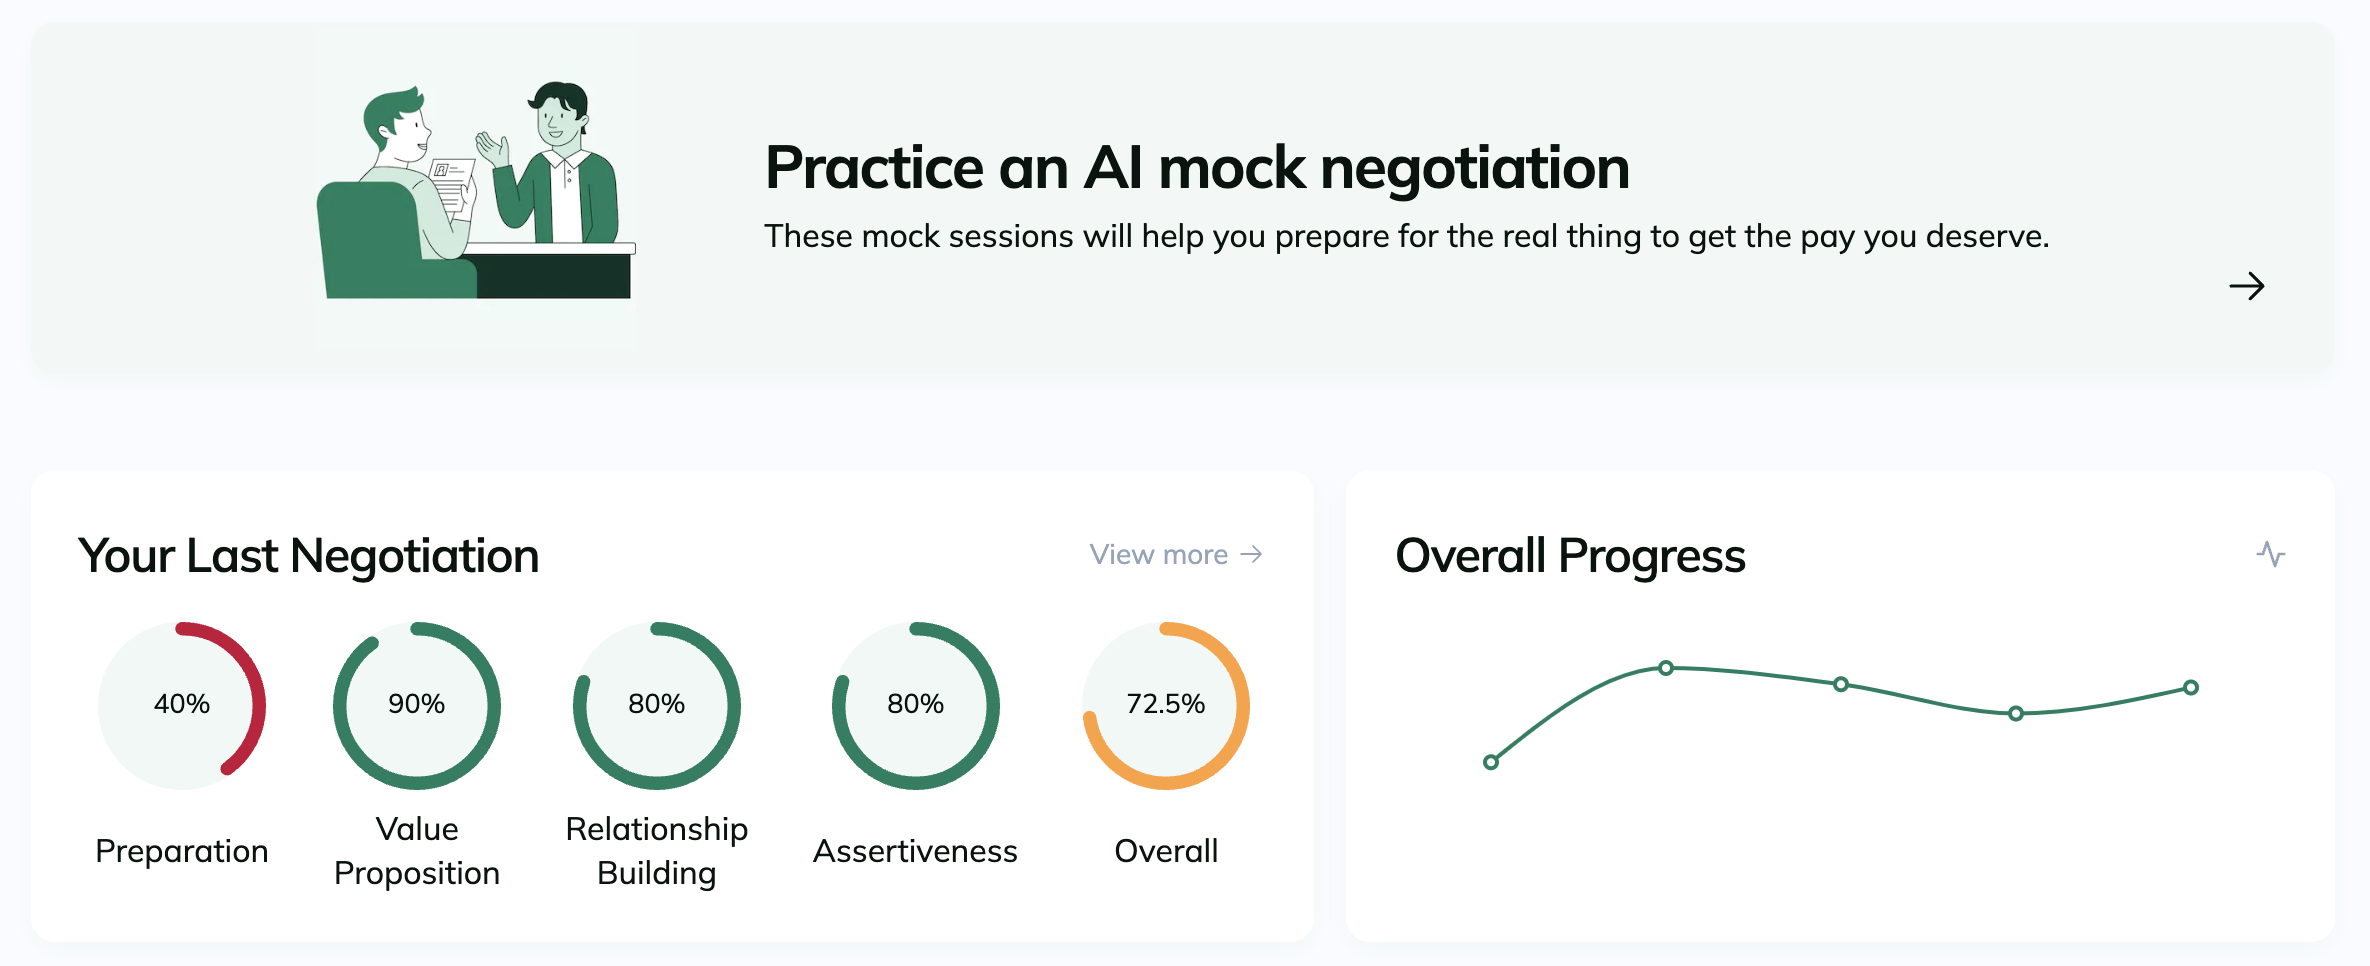 Practice an AI mock negotiation
These mock sessions will help you prepare for the real thing to get the pay you deserve.
Your Last Negotiation
View more
40%
90%
80%
80%
72.5%
Preparation
Value
Proposition
Relationship
Building
Assertiveness
Overall
Overall Progress